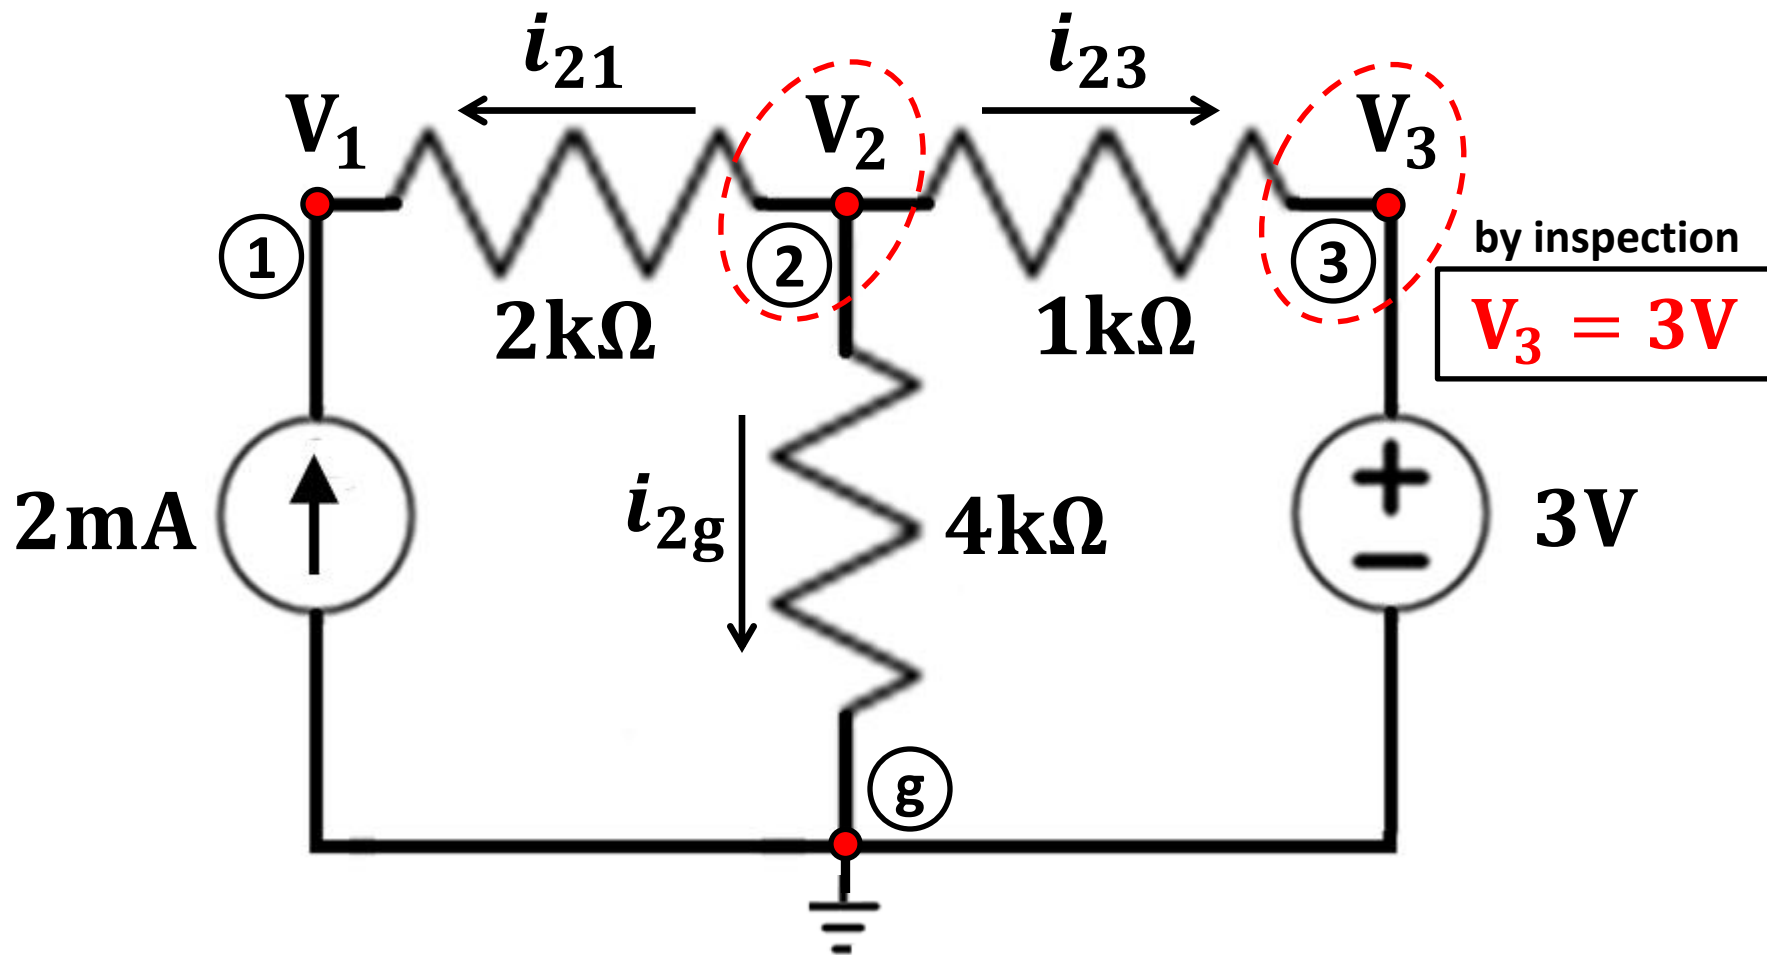 i21
i23
V1
V2
V3
1
2
3
by inspection
2kΩ
1kΩ
V3 = 3V
2mA
i2g
4kΩ
3V
g